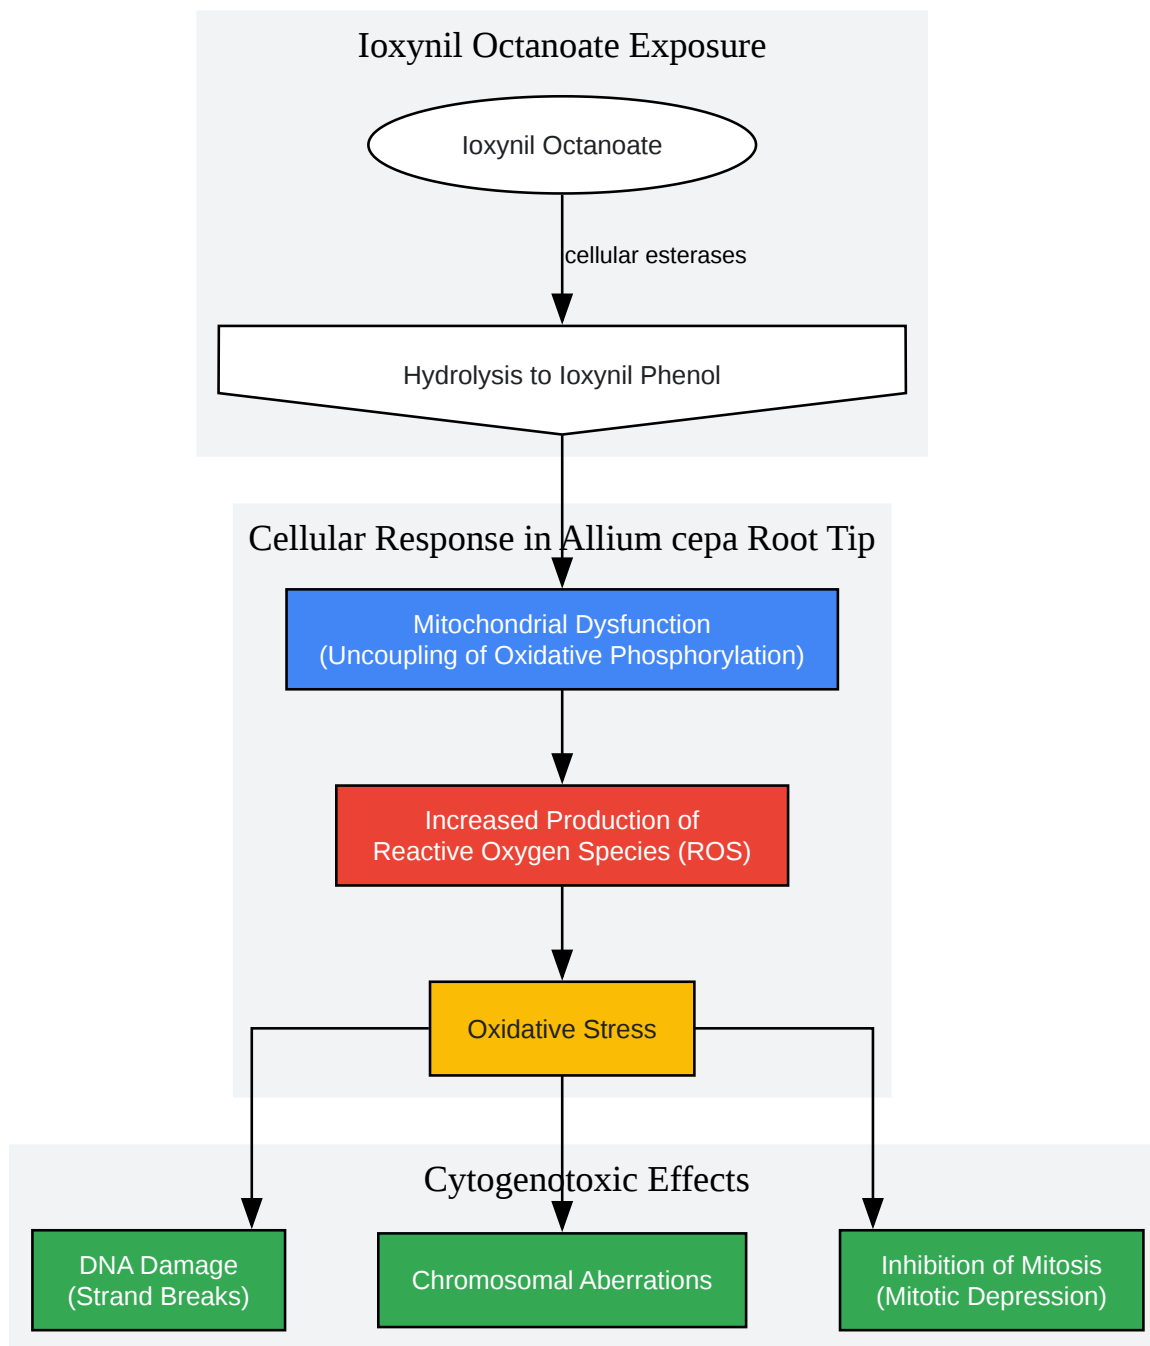 Ioxynil Octanoate Exposure
Ioxynil Octanoate
cellular esterases
Hydrolysis to Ioxynil Phenol
Cellular Response in Allium cepa Root Tip
Mitochondrial Dysfunction
(Uncoupling of Oxidative Phosphorylation)
Increased Production of
Reactive Oxygen Species (ROS)
Oxidative Stress
Cytogenotoxic Effects
DNA Damage
(Strand Breaks)
Chromosomal Aberrations
Inhibition of Mitosis
(Mitotic Depression)